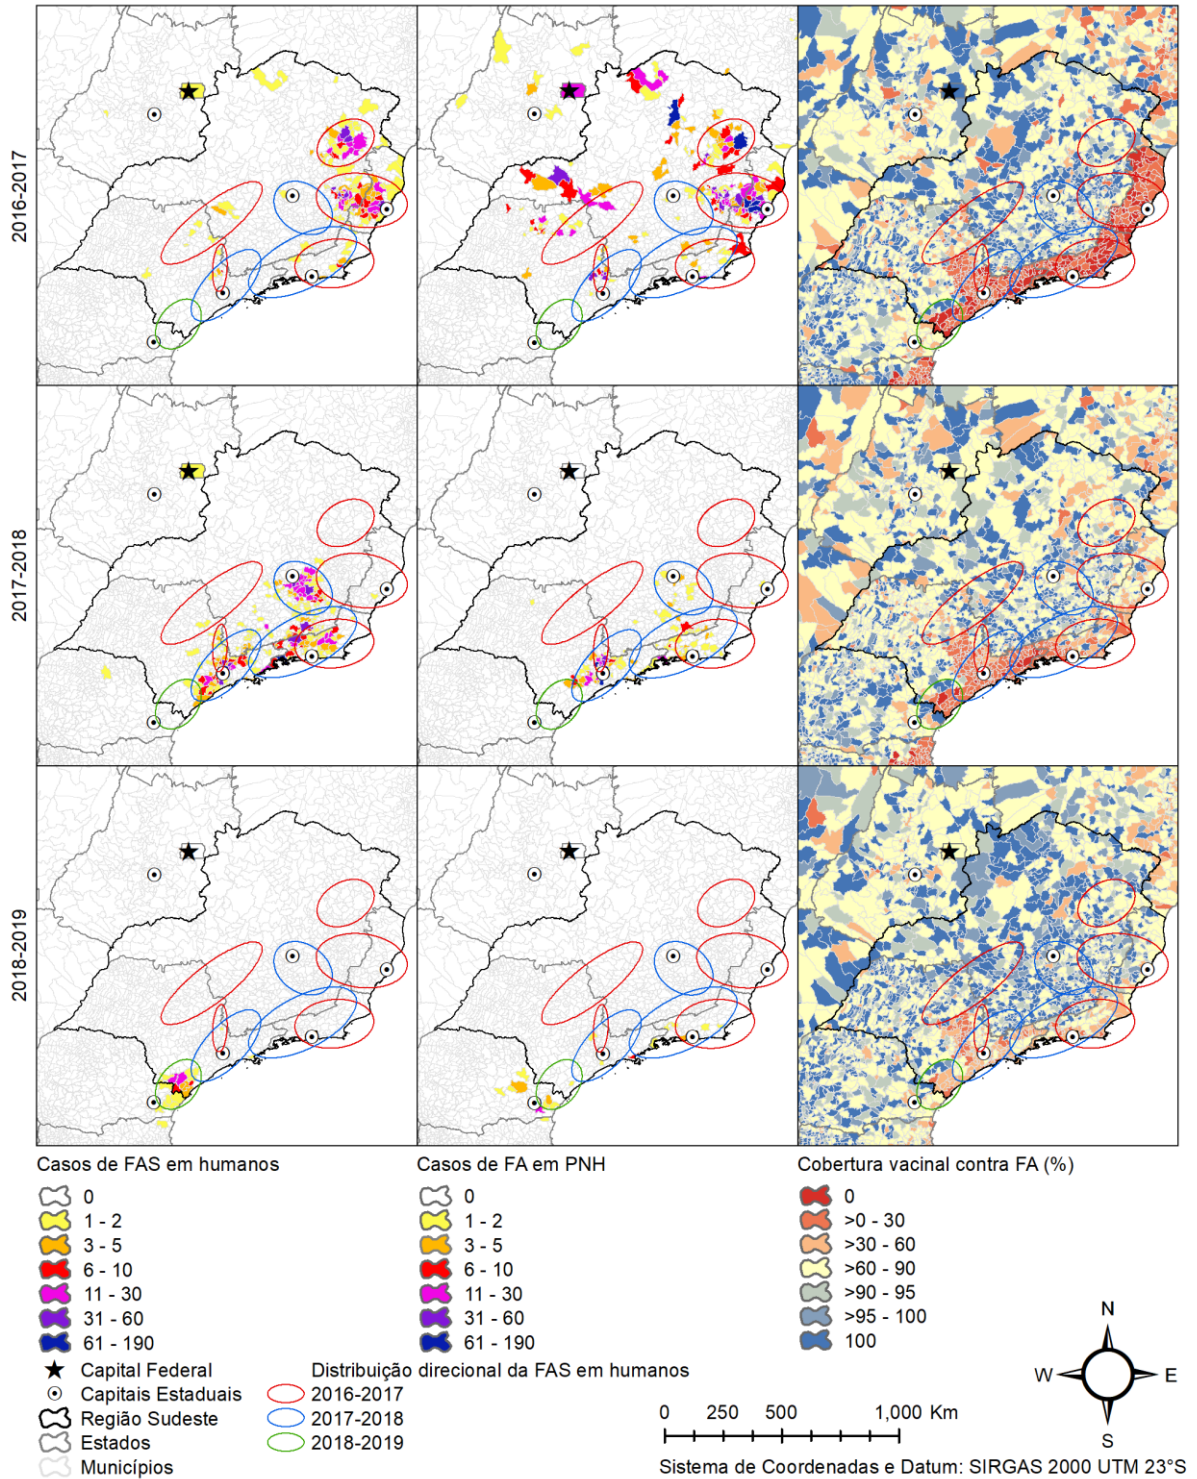 2016-2017
2017-2018
2018-2019
Casos de FAS em humanos
0
1 - 2
3 - 5
6 - 10
11 - 30
31 - 60
61 - 190
Casos de FA em PNH
0
1 - 2
3 - 5
6 - 10
11 - 30
31 - 60
61 - 190
Cobertura vacinal contra FA (%)
0
>0 - 30
>30 - 60
>60 - 90
>90 - 95
>95 - 100
100
Capital Federal
Capitais Estaduais
Região Sudeste
Estados
Municípios
Distribuição direcional da FAS em humanos
2016-2017
2017-2018
2018-2019
0 250 500 1,000 Km
N
W E
S
Sistema de Coordenadas e Datum: SIRGAS 2000 UTM 23°S